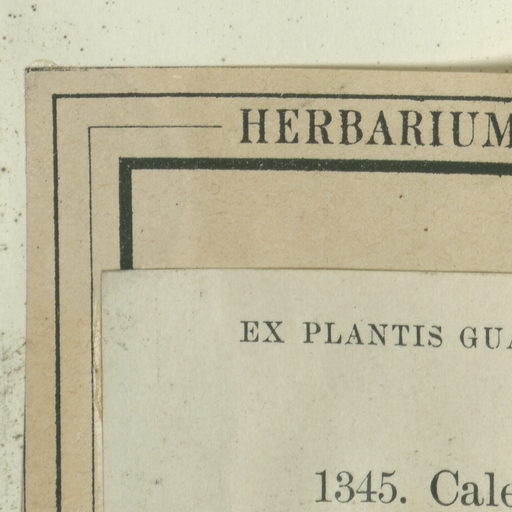 HERBARIUM
EX PLANTIS GUA
1345. Cale